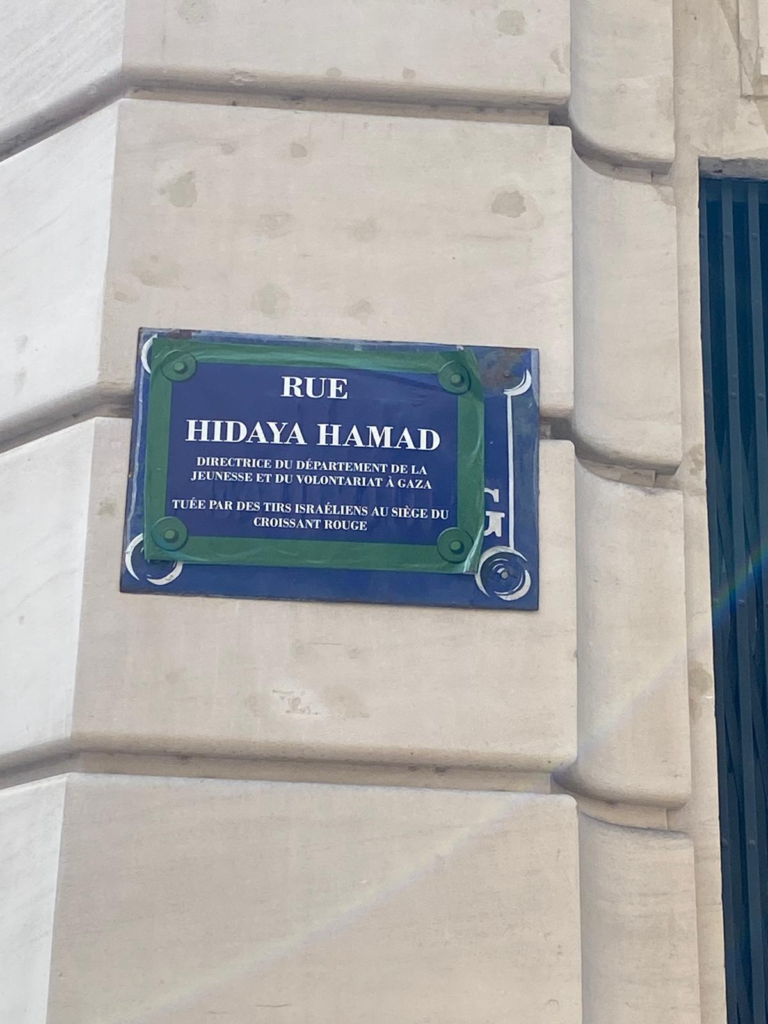 RUE
HIDAYA HAMAD
DIRECTRICE DU DÉPARTEMENT DE LA
JEUNESSE ET DU VOLONTARIAT À GAZA
TUÉE PAR DES TIRS ISRAÉLIENS AU SIÈGE DU
CROISSANT ROUGE